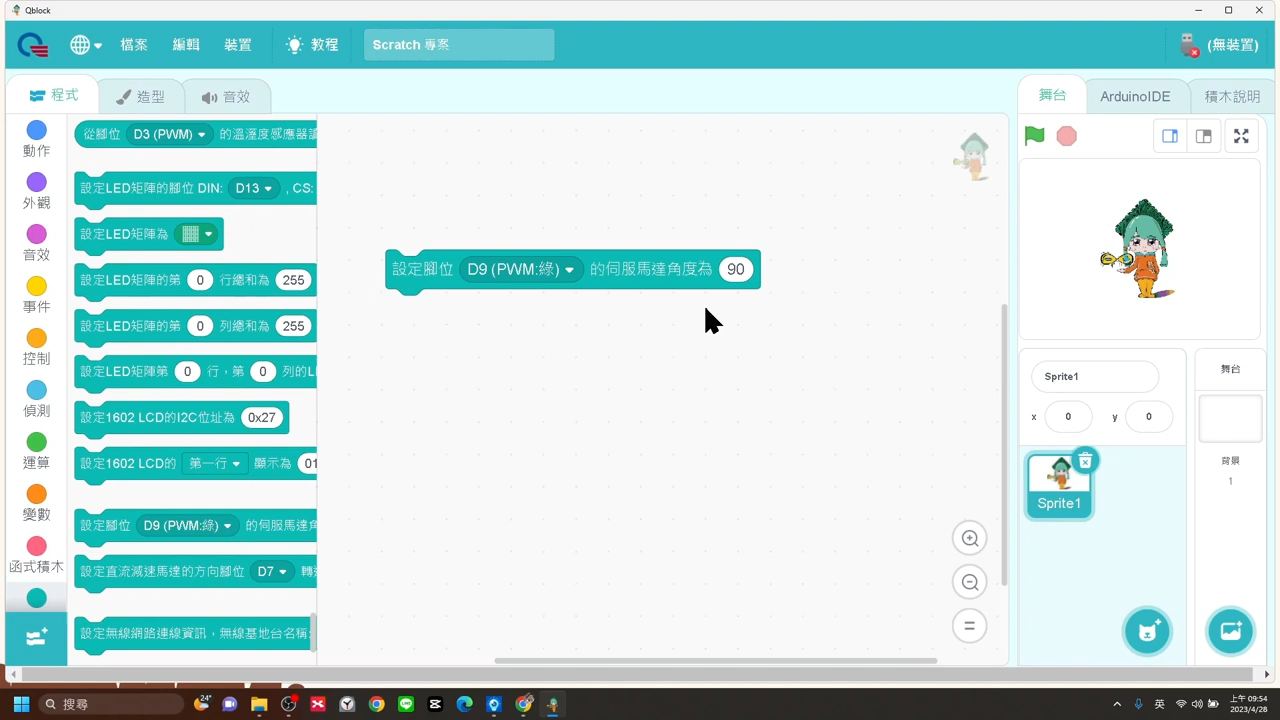 Qblock
檔案 編輯 裝置 教程 Scratch 專案 (無裝置)
程式 造型 音效 舞台 ArduinoIDE 積木說明
動作
外觀
音效
事件
控制
偵測
運算
變數
函式積木
從腳位 D3 (PWM) 的溫溼度感應器讀
設定LED矩陣的腳位 DIN: D13 , CS:
設定LED矩陣為
設定LED矩陣的第 0 行總和為 255
設定LED矩陣的第 0 列總和為 255
設定LED矩陣第 0 行，第 0 列的L
設定1602 LCD的I2C位址為 0x27
設定1602 LCD的 第一行 顯示為 01
設定腳位 D9 (PWM:綠) 的伺服馬達角
設定直流減速馬達的方向腳位 D7 轉
設定無線網路連線資訊，無線基地台名稱:
設定腳位 D9 (PWM:綠) 的伺服馬達角度為 90
Sprite1
x 0 y 0
Sprite1
舞台
背景
1
搜尋
24°
英
上午 09:54
2023/4/28